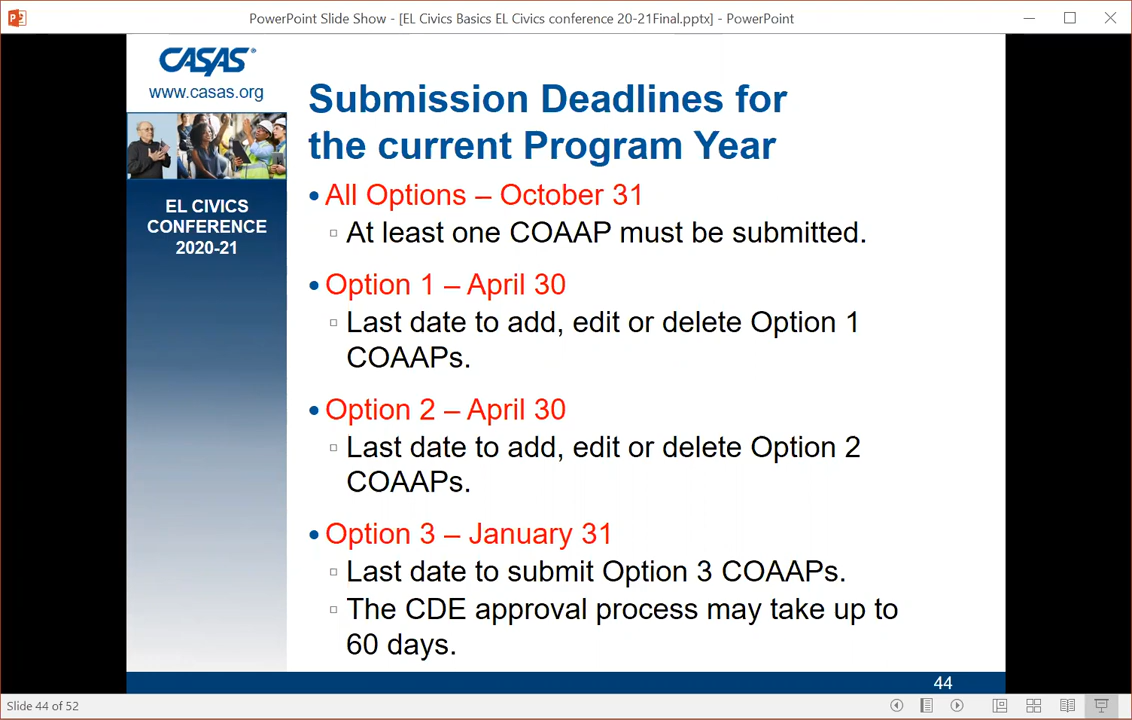 PowerPoint Slide Show - [EL Civics Basics EL Civics conference 20-21Final.pptx] - PowerPoint
CASAS®
www.casas.org
EL CIVICS
CONFERENCE
2020-21
Submission Deadlines for
the current Program Year
• All Options – October 31
At least one COAAP must be submitted.
• Option 1 – April 30
Last date to add, edit or delete Option 1
COAAPs.
• Option 2 – April 30
Last date to add, edit or delete Option 2
COAAPs.
• Option 3 – January 31
Last date to submit Option 3 COAAPs.
The CDE approval process may take up to
60 days.
44
Slide 44 of 52